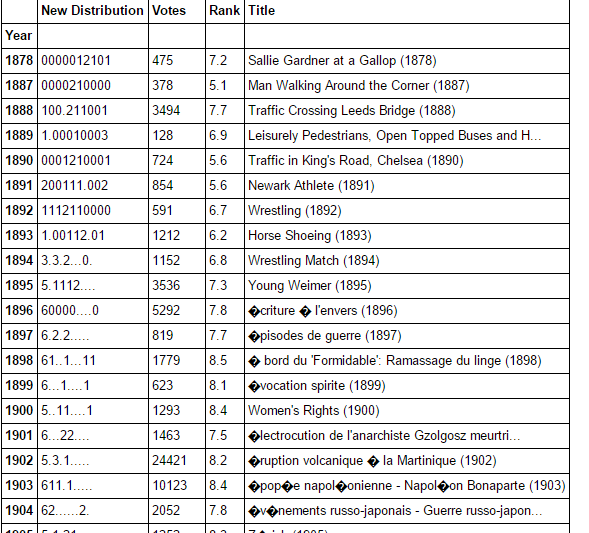 New Distribution Votes Rank Title
Year
1878 0000012101 475 7.2 Sallie Gardner at a Gallop (1878)
1887 0000210000 378 5.1 Man Walking Around the Corner (1887)
1888 100.211001 3494 7.7 Traffic Crossing Leeds Bridge (1888)
1889 1.00010003 128 6.9 Leisurely Pedestrians, Open Topped Buses and H...
1890 0001210001 724 5.6 Traffic in King's Road, Chelsea (1890)
1891 200111.002 854 5.6 Newark Athlete (1891)
1892 1112110000 591 6.7 Wrestling (1892)
1893 1.00112.01 1212 6.2 Horse Shoeing (1893)
1894 3.3.2...0. 1152 6.8 Wrestling Match (1894)
1895 5.1112.... 3536 7.3 Young Weimer (1895)
1896 60000....0 5292 7.8 �criture � l'envers (1896)
1897 6.2.2..... 819 7.7 �pisodes de guerre (1897)
1898 61..1...11 1779 8.5 � bord du 'Formidable': Ramassage du linge (1898)
1899 6...1....1 623 8.1 �vocation spirite (1899)
1900 5..11....1 1293 8.4 Women's Rights (1900)
1901 6...22.... 1463 7.5 �lectrocution de l'anarchiste Gzolgosz meurtri...
1902 5.3.1..... 24421 8.2 �ruption volcanique � la Martinique (1902)
1903 611.1..... 10123 8.4 �pop�e napol�onienne - Napol�on Bonaparte (1903)
1904 62......2. 2052 7.8 �v�nements russo-japonais - Guerre russo-japon...